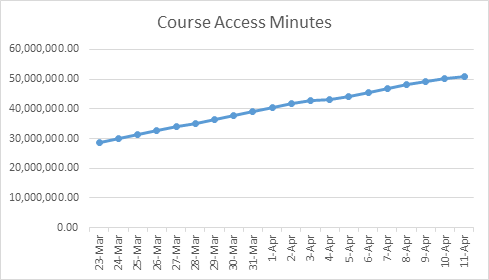 Course Access Minutes
60,000,000.00
50,000,000.00
40,000,000.00
30,000,000.00
20,000,000.00
10,000,000.00
0.00
23-Mar
24-Mar
25-Mar
26-Mar
27-Mar
28-Mar
29-Mar
30-Mar
31-Mar
1-Apr
2-Apr
3-Apr
4-Apr
5-Apr
6-Apr
7-Apr
8-Apr
9-Apr
10-Apr
11-Apr